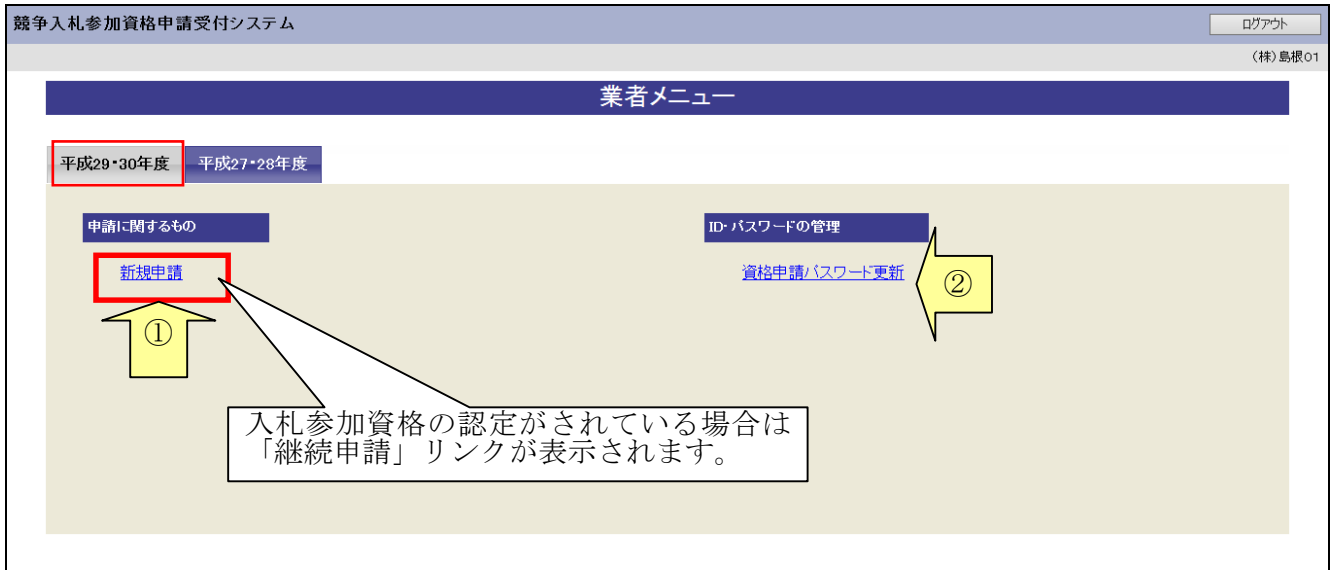 競争入札参加資格申請受付システム
ログアウト
(株)島根01
業者メニュー
平成29・30年度
平成27・28年度
申請に関するもの
ID・パスワードの管理
新規申請
資格申請パスワード更新
②
①
入札参加資格の認定がされている場合は
「継続申請」リンクが表示されます。